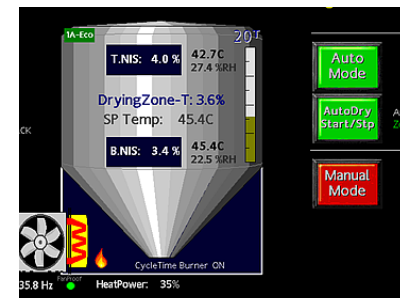 1A-Eco
20'T
T.NIS: 4.0 %
42.7C
27.4 %RH
DryingZone-T: 3.6%
SP Temp: 45.4C
B.NIS: 3.4 %
45.4C
22.5 %RH
CycleTime Burner ON
FanProof
35.8 Hz
HeatPower: 35%
Auto
Mode
AutoDry
Start/Stp
Manual
Mode